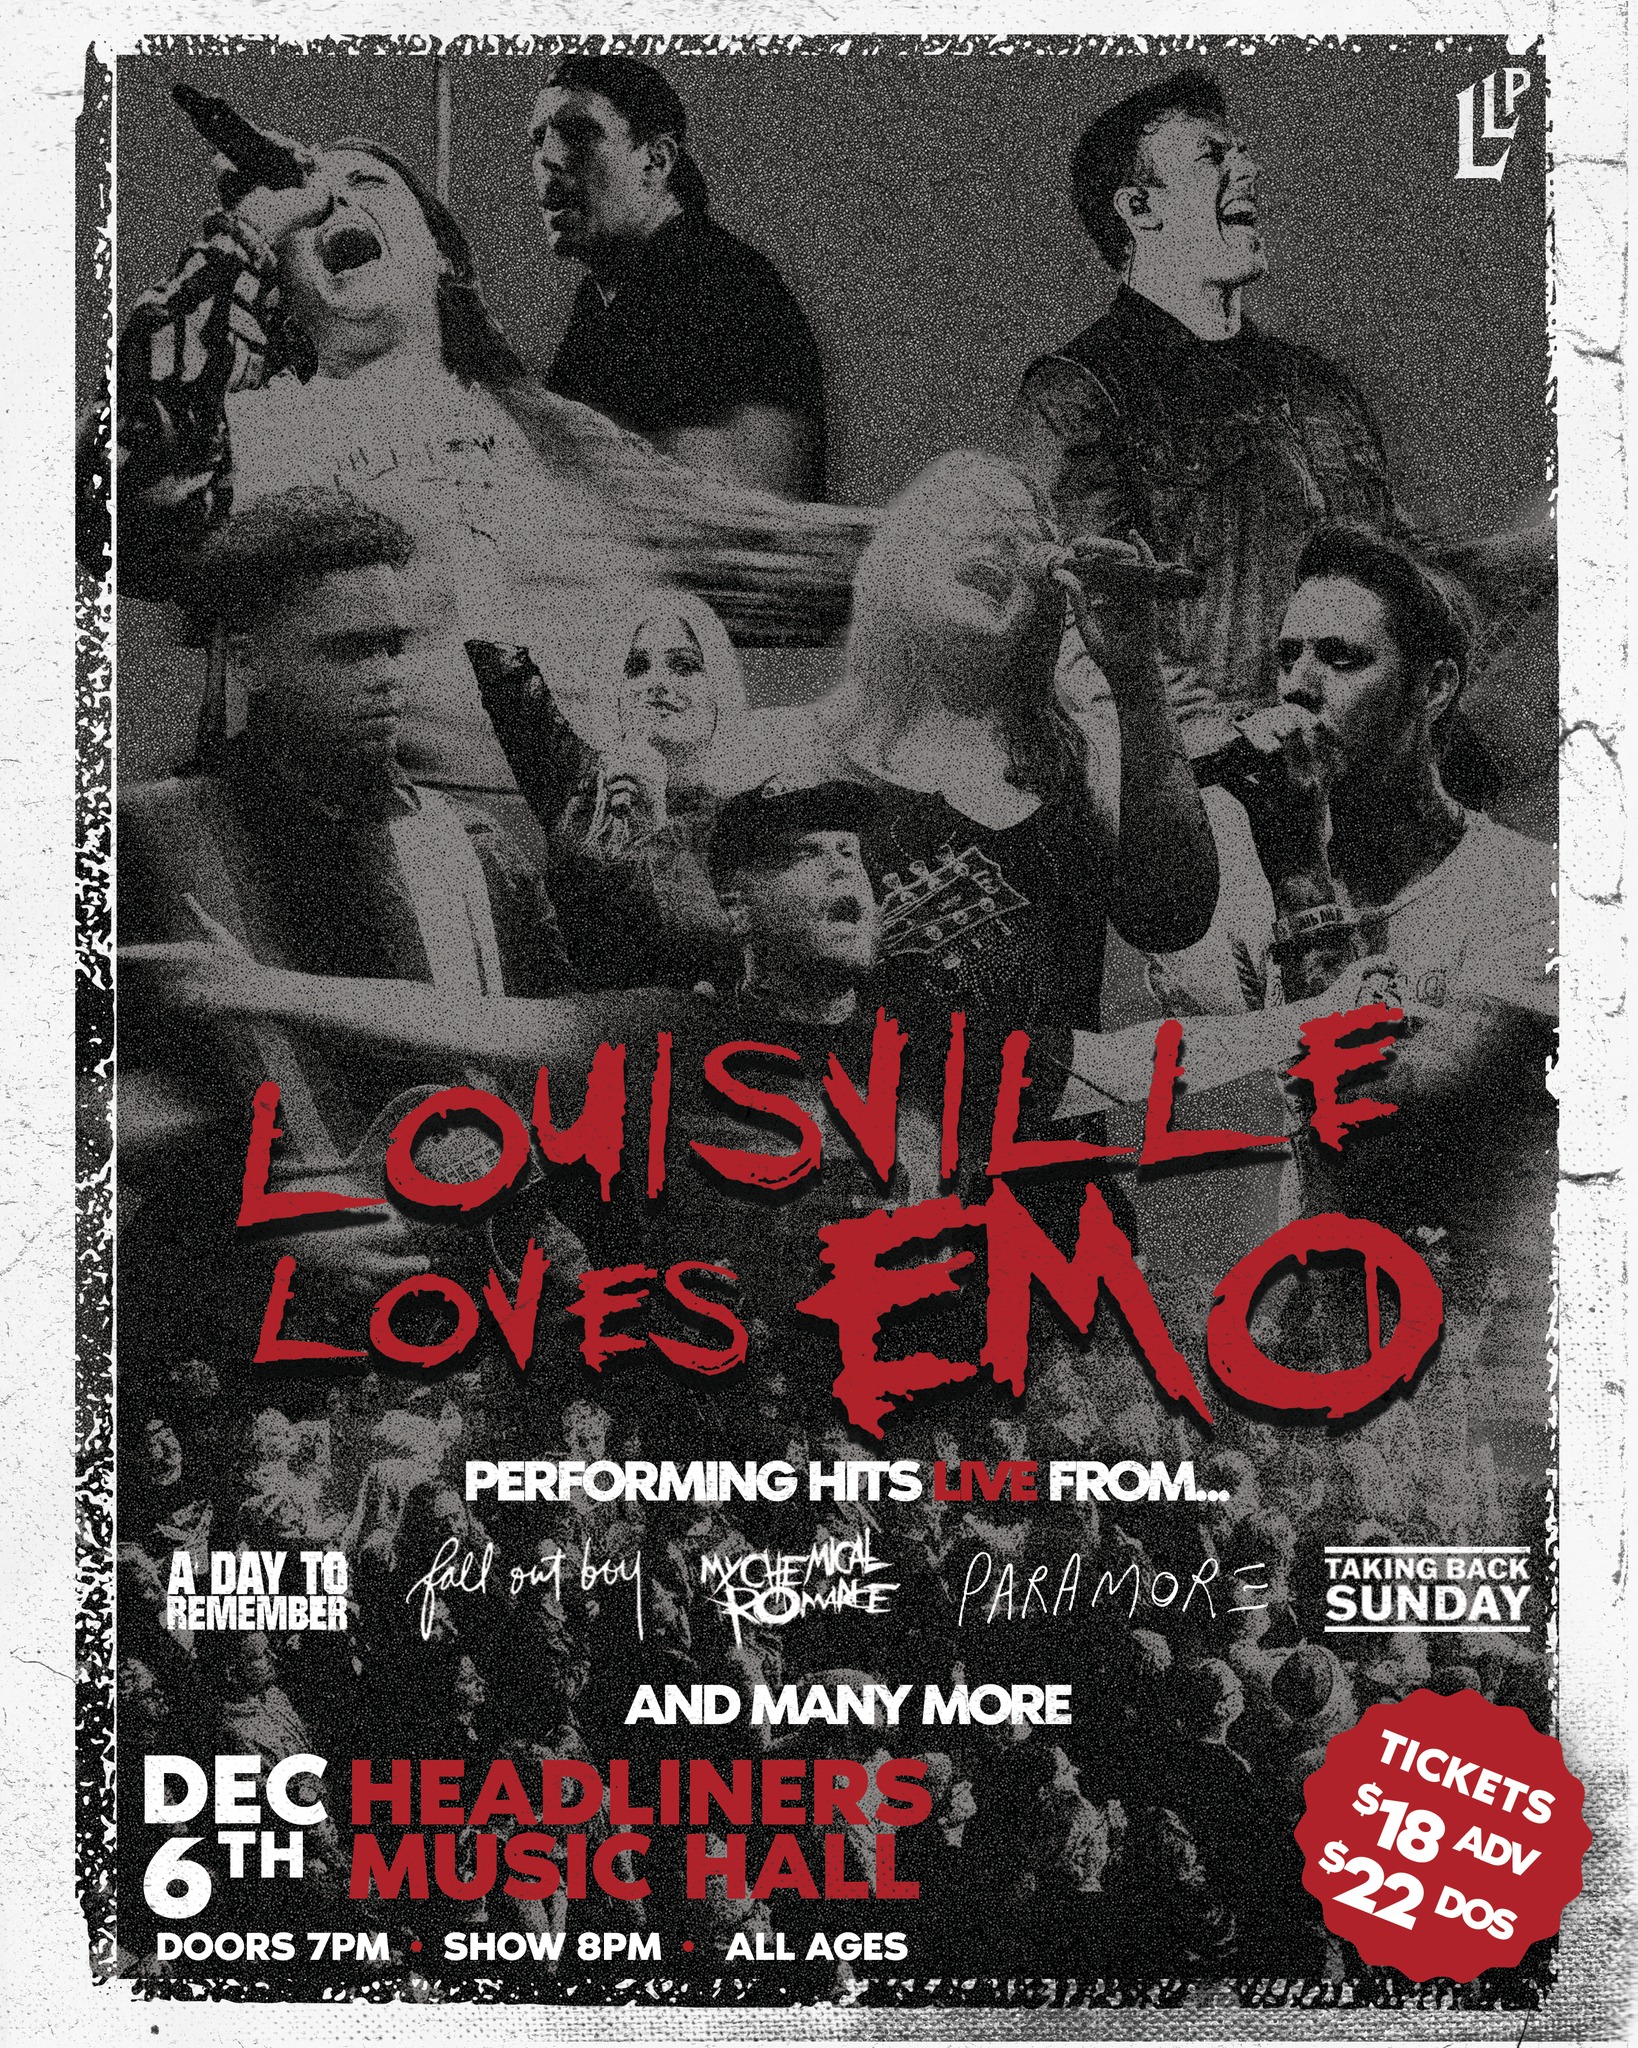 LLP
LOUISVILLE
LOVES EMO
PERFORMING HITS LIVE FROM...
A DAY TO
REMEMBER
fall out boy
MY CHEMICAL
ROMANCE
PARAMORE
TAKING BACK
SUNDAY
AND MANY MORE
DEC
6TH
HEADLINERS
MUSIC HALL
DOORS 7PM • SHOW 8PM • ALL AGES
TICKETS
$18 ADV
$22 DOS